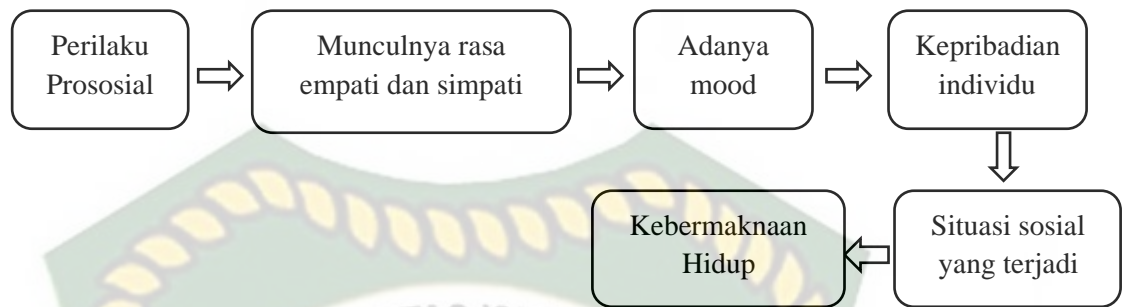 Perilaku
Prososial
Munculnya rasa
empati dan simpati
Adanya
mood
Kepribadian
individu
Situasi sosial
yang terjadi
Kebermaknaan
Hidup